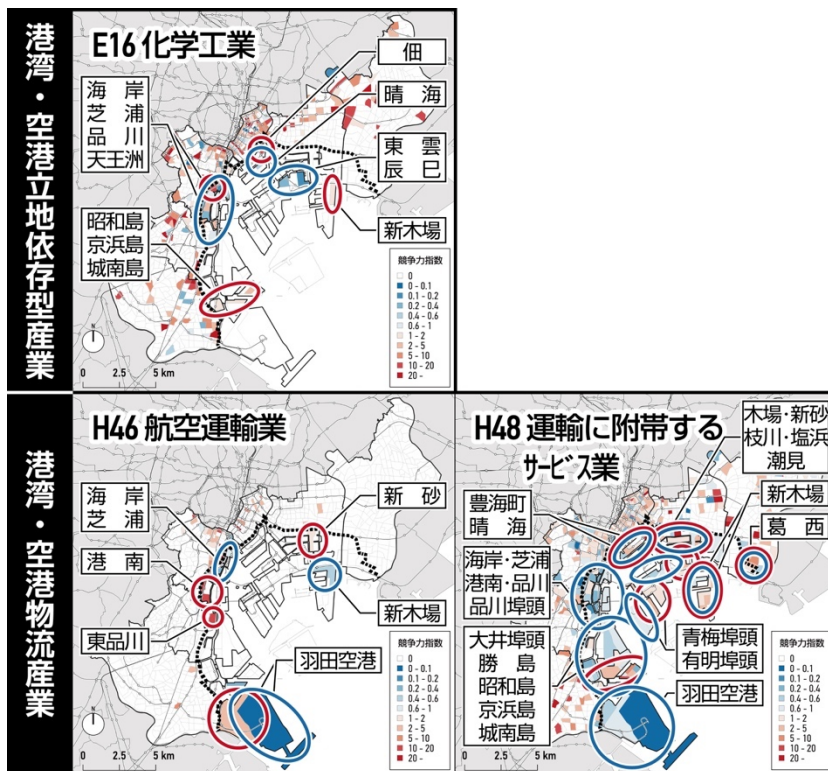 港湾・空港立地依存型産業
E16 化学工業
佃
晴海
海岸
芝浦
品川
天王洲
東雲
辰巳
昭和島
京浜島
城南島
新木場
競争力指数
0
0 - 0.1
0.1 - 0.2
0.2 - 0.4
0.4 - 0.6
0.6 - 1
1 - 2
2 - 5
5 - 10
10 - 20
20 -
N
0 2.5 5 km
港湾・空港物流産業
H46 航空運輸業
海岸
芝浦
新砂
港南
新木場
東品川
羽田空港
競争力指数
0
0 - 0.1
0.1 - 0.2
0.2 - 0.4
0.4 - 0.6
0.6 - 1
1 - 2
2 - 5
5 - 10
10 - 20
20 -
N
0 2.5 5 km
H48 運輸に附帯する
サービス業
木場・新砂
枝川・塩浜
潮見
豊海町
晴海
新木場
葛西
海岸・芝浦
港南・品川
品川埠頭
大井埠頭
勝島
昭和島
京浜島
城南島
青梅埠頭
有明埠頭
羽田空港
競争力指数
0
0 - 0.1
0.1 - 0.2
0.2 - 0.4
0.4 - 0.6
0.6 - 1
1 - 2
2 - 5
5 - 10
10 - 20
20 -
N
0 2.5 5 km